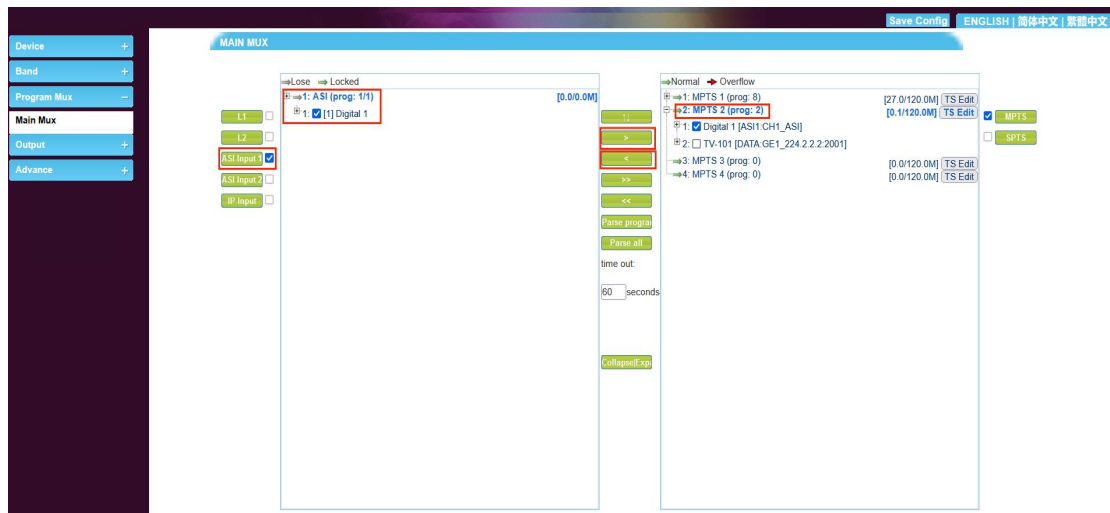 Save Config ENGLISH | 简体中文 | 繁體中文
Device +
Band +
Program Mux −
Main Mux
Output +
Advance +
MAIN MUX
L1
L2
ASI Input 1
ASI Input 2
IP Input
⇒Lose ⇒ Locked
1: ASI (prog: 1/1) [0.0/0.0M]
1: [1] Digital 1
↑↓
>
<
>>
<<
Parse progra
Parse all
time out:
60 seconds
Collapse/Exp
⇒Normal Overflow
1: MPTS 1 (prog: 8) [27.0/120.0M] TS Edit
2: MPTS 2 (prog: 2) [0.1/120.0M] TS Edit
1: Digital 1 [ASI1:CH1_ASI]
2: TV-101 [DATA:GE1_224.2.2.2:2001]
3: MPTS 3 (prog: 0) [0.0/120.0M] TS Edit
4: MPTS 4 (prog: 0) [0.0/120.0M] TS Edit
MPTS
SPTS